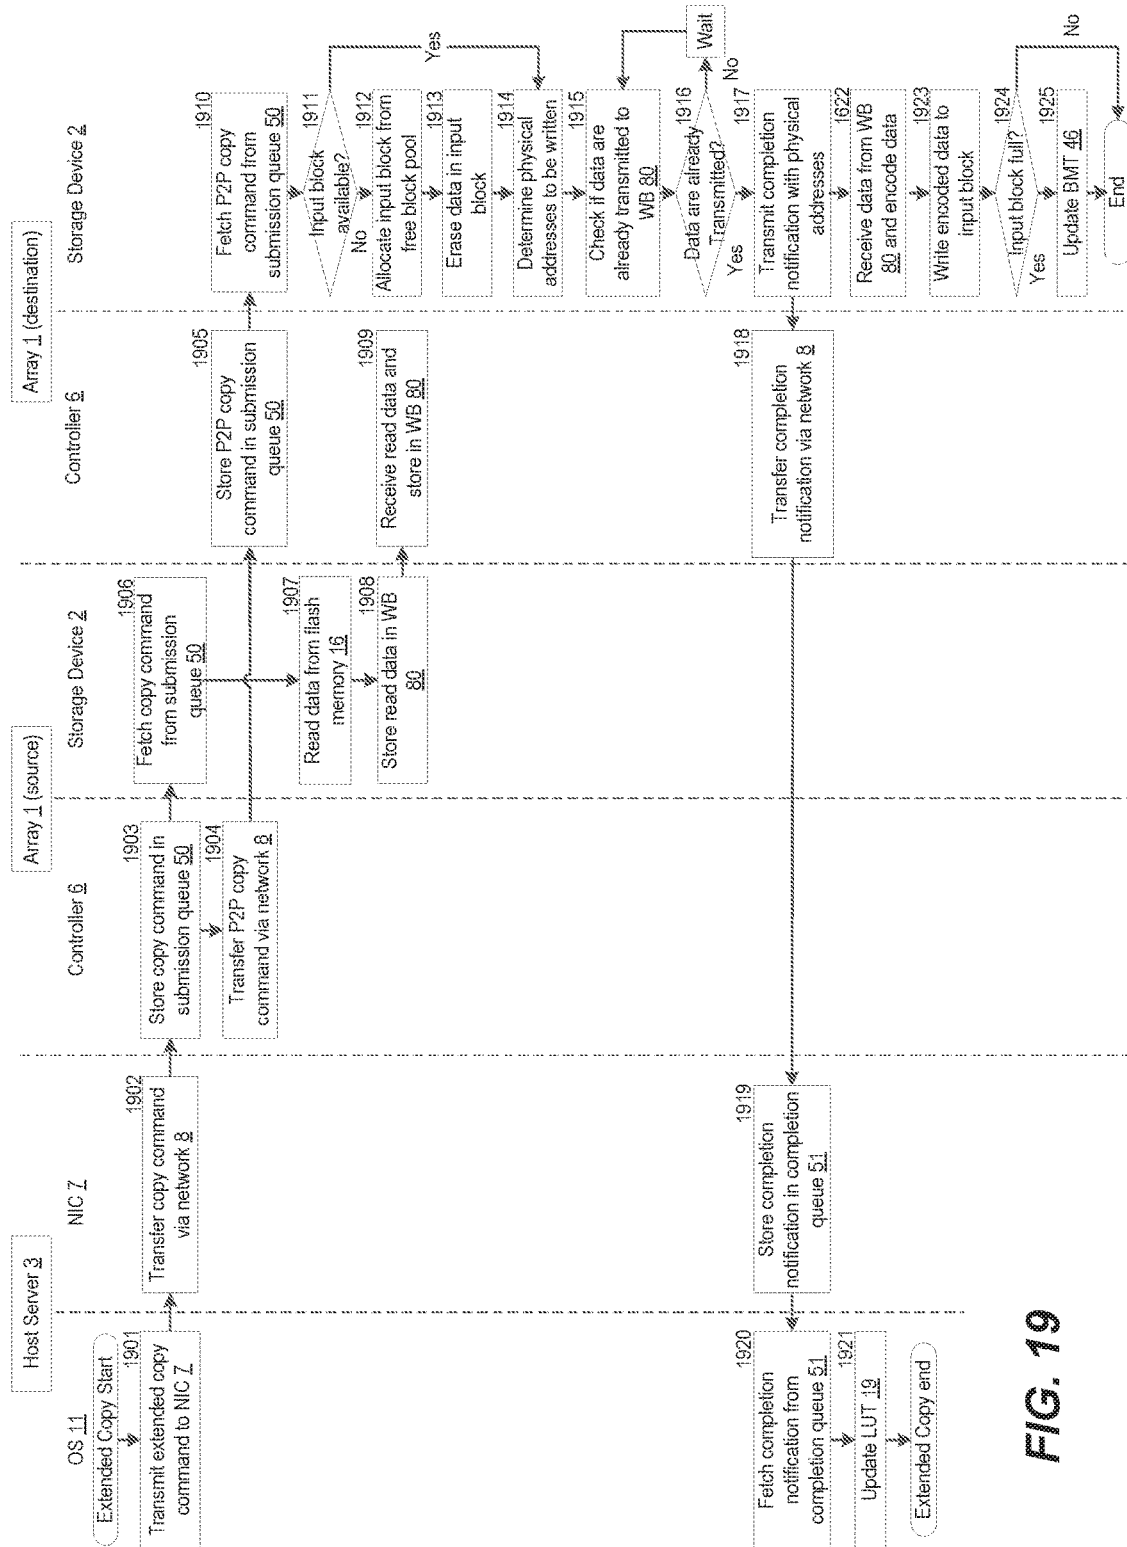 Host Server 3
Array 1 (source)
Array 1 (destination)
OS 11
NIC 7
Controller 6
Storage Device 2
Controller 6
Storage Device 2
Extended Copy Start
1901
Transmit extended copy
command to NIC 7
1902
Transfer copy command
via network 8
1903
Store copy command in
submission queue 50
1904
Transfer P2P copy
command via network 8
1905
Store P2P copy
command in submission
queue 50
1906
Fetch copy command
from submission
queue 50
1907
Read data from flash
memory 16
1908
Store read data in WB
80
1909
Receive read data and
store in WB 80
1910
Fetch P2P copy
command from
submission queue 50
1911
Input block
available?
Yes
No
1912
Allocate input block from
free block pool
1913
Erase data in input
block
1914
Determine physical
addresses to be written
1915
Check if data are
already transmitted to
WB 80
1916
Data are already
Transmitted?
Wait
No
Yes
1917
Transmit completion
notification with physical
addresses
1918
Transfer completion
notification via network 8
1919
Store completion
notification in completion
queue 51
1920
Fetch completion
notification from
completion queue 51
1921
Update LUT 19
Extended Copy end
1622
Receive data from WB
80 and encode data
1923
Write encoded data to
input block
1924
Input block full?
No
Yes
1925
Update BMT 46
End
FIG. 19